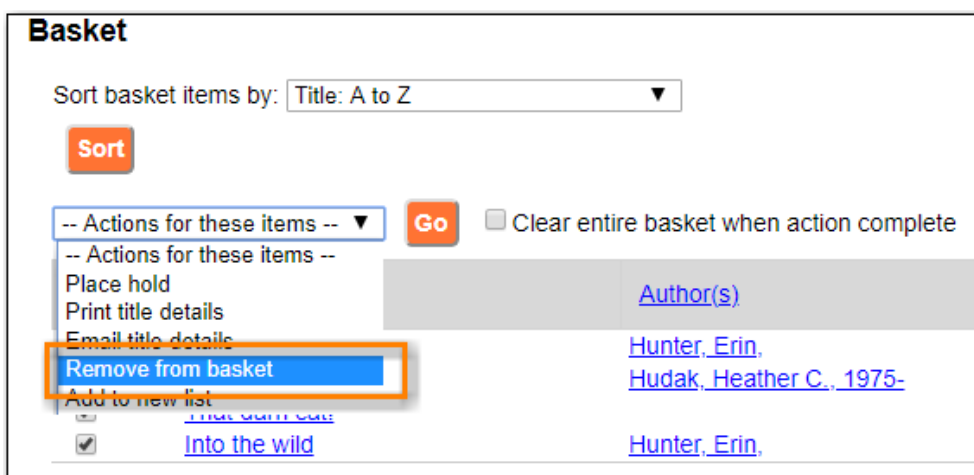 Basket
Sort basket items by: Title: A to Z ▼
Sort
-- Actions for these items -- ▼ Go Clear entire basket when action complete
-- Actions for these items --
Place hold
Author(s)
Print title details
Email title details
Hunter, Erin,
Remove from basket
Hudak, Heather C., 1975-
Add to new list
That darn cat!
Into the wild Hunter, Erin,